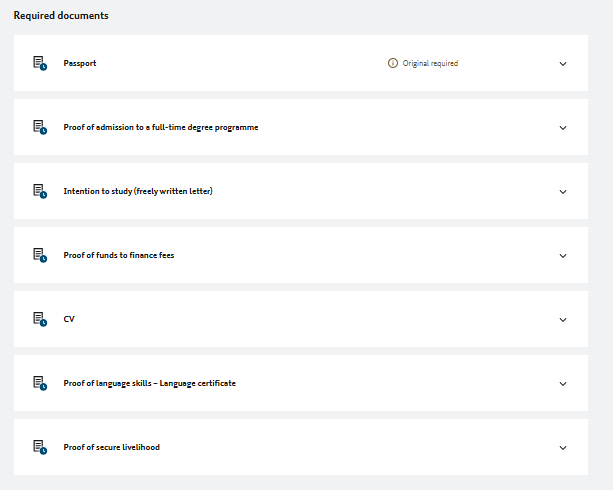 Required documents
Passport
Original required
Proof of admission to a full-time degree programme
Intention to study (freely written letter)
Proof of funds to finance fees
CV
Proof of language skills – Language certificate
Proof of secure livelihood